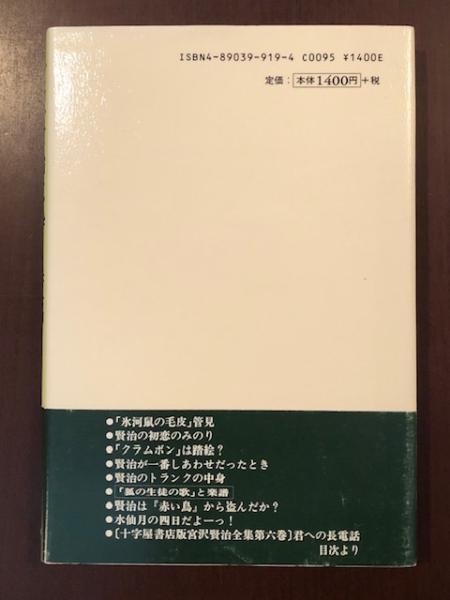 ISBN4-89039-919-4 C0095 ¥1400E
定価：本体1400円+税
●「氷河鼠の毛皮」管見
●賢治の初恋のみのり
●「クラムボン」は踏絵？
●賢治が一番しあわせだったとき
●賢治のトランクの中身
●「狐の生徒の歌」と楽譜
●賢治は『赤い鳥』から盗んだか？
●水仙月の四日だよーっ！
●〔十字屋書店版宮沢賢治全集第六巻〕君への長電話
目次より